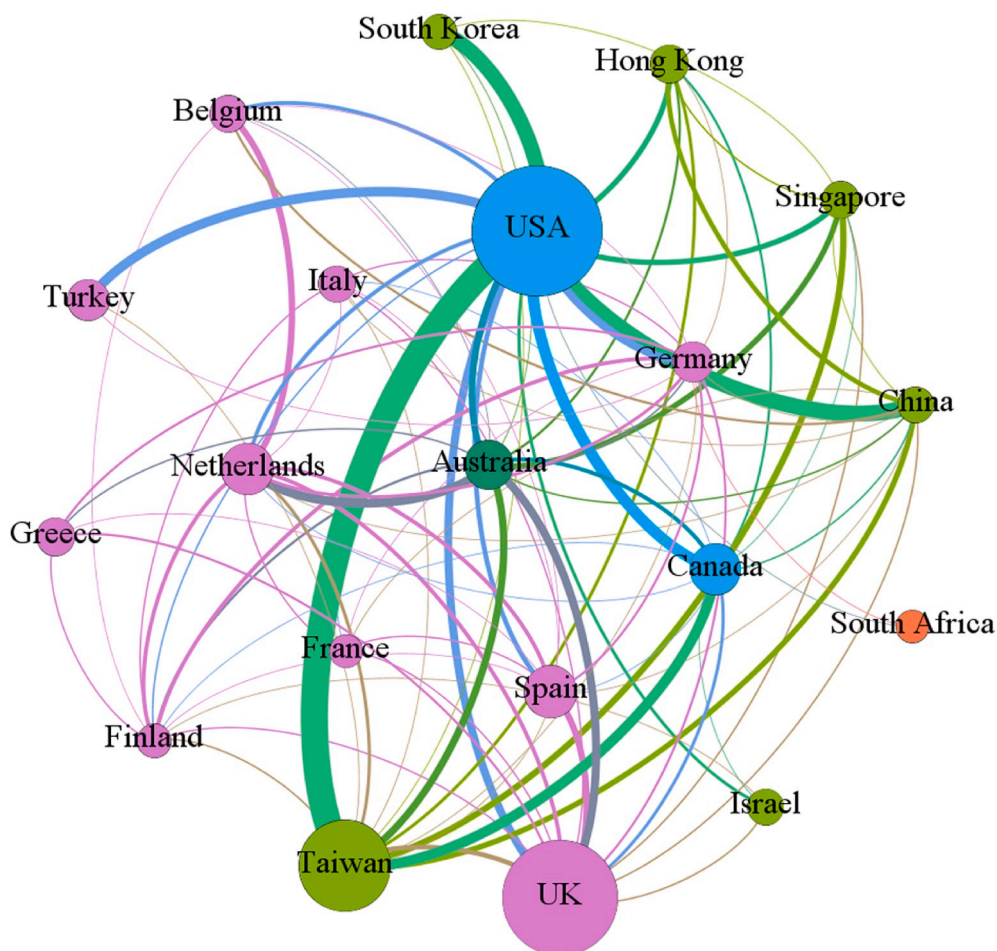 South Korea
Hong Kong
Belgium
Singapore
USA
Italy
Turkey
Germany
China
Netherlands
Australia
Greece
Canada
South Africa
France
Spain
Finland
Israel
Taiwan
UK